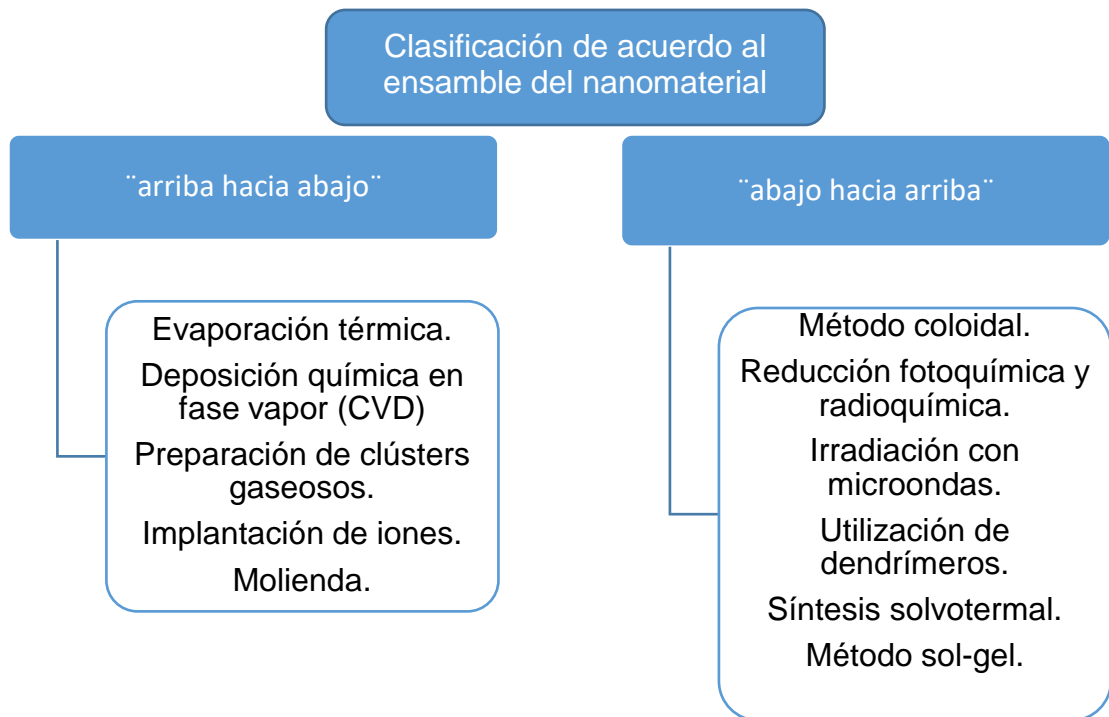 Clasificación de acuerdo al
ensamble del nanomaterial
¨arriba hacia abajo¨
Evaporación térmica.
Deposición química en
fase vapor (CVD)
Preparación de clústers
gaseosos.
Implantación de iones.
Molienda.
¨abajo hacia arriba¨
Método coloidal.
Reducción fotoquímica y
radioquímica.
Irradiación con
microondas.
Utilización de
dendrímeros.
Síntesis solvotermal.
Método sol-gel.